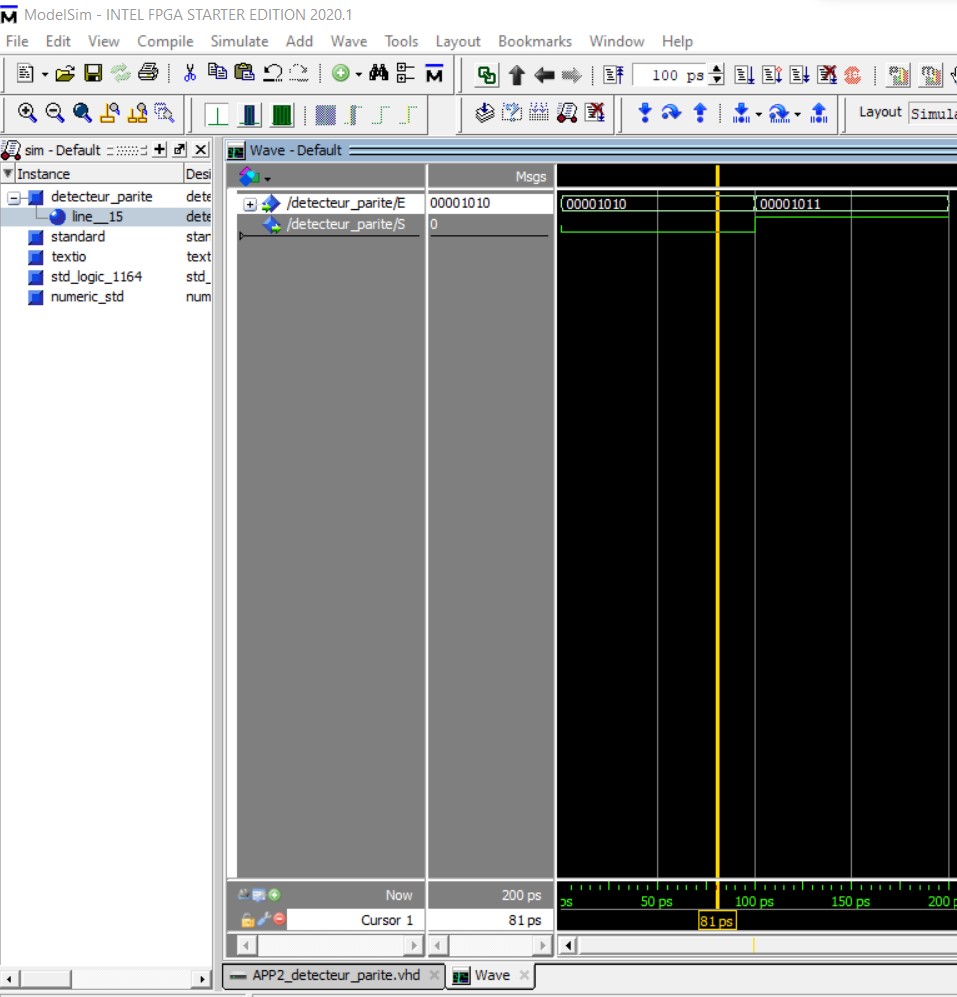 ModelSim - INTEL FPGA STARTER EDITION 2020.1
File Edit View Compile Simulate Add Wave Tools Layout Bookmarks Window Help
100 ps
Layout Simula
sim - Default
Instance Desi
detecteur_parite dete
line__15 dete
standard stan
textio text
std_logic_1164 std_
numeric_std num
Wave - Default
Msgs
/detecteur_parite/E 00001010 00001010 00001011
/detecteur_parite/S 0
Now 200 ps
ps 50 ps 100 ps 150 ps 200 p
Cursor 1 81 ps 81 ps
APP2_detecteur_parite.vhd Wave